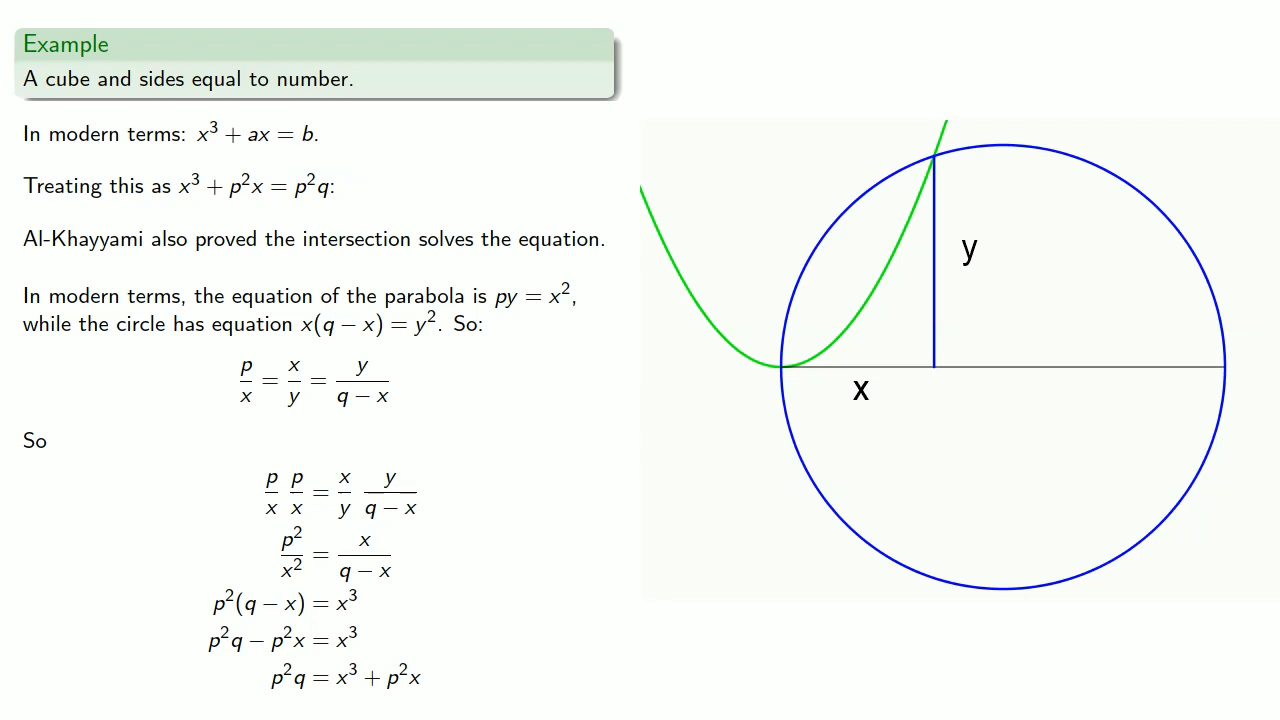 Example
A cube and sides equal to number.
In modern terms: x³ + ax = b.
Treating this as x³ + p²x = p²q:
Al-Khayyami also proved the intersection solves the equation.
In modern terms, the equation of the parabola is py = x²,
while the circle has equation x(q − x) = y². So:
p/x = x/y = y/(q − x)
So
p/x p/x = x/y y/(q − x)
p²/x² = x/(q − x)
p²(q − x) = x³
p²q − p²x = x³
p²q = x³ + p²x
y
x